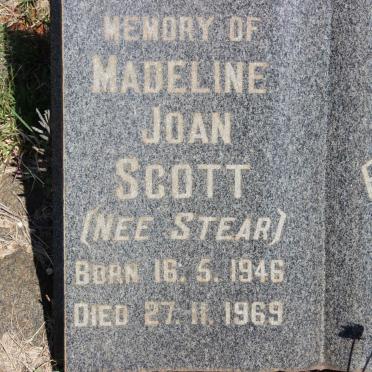 MEMORY OF
MADELINE
JOAN
SCOTT
(NEE STEAR)
BORN 16. 5. 1946
DIED 27. 11. 1969